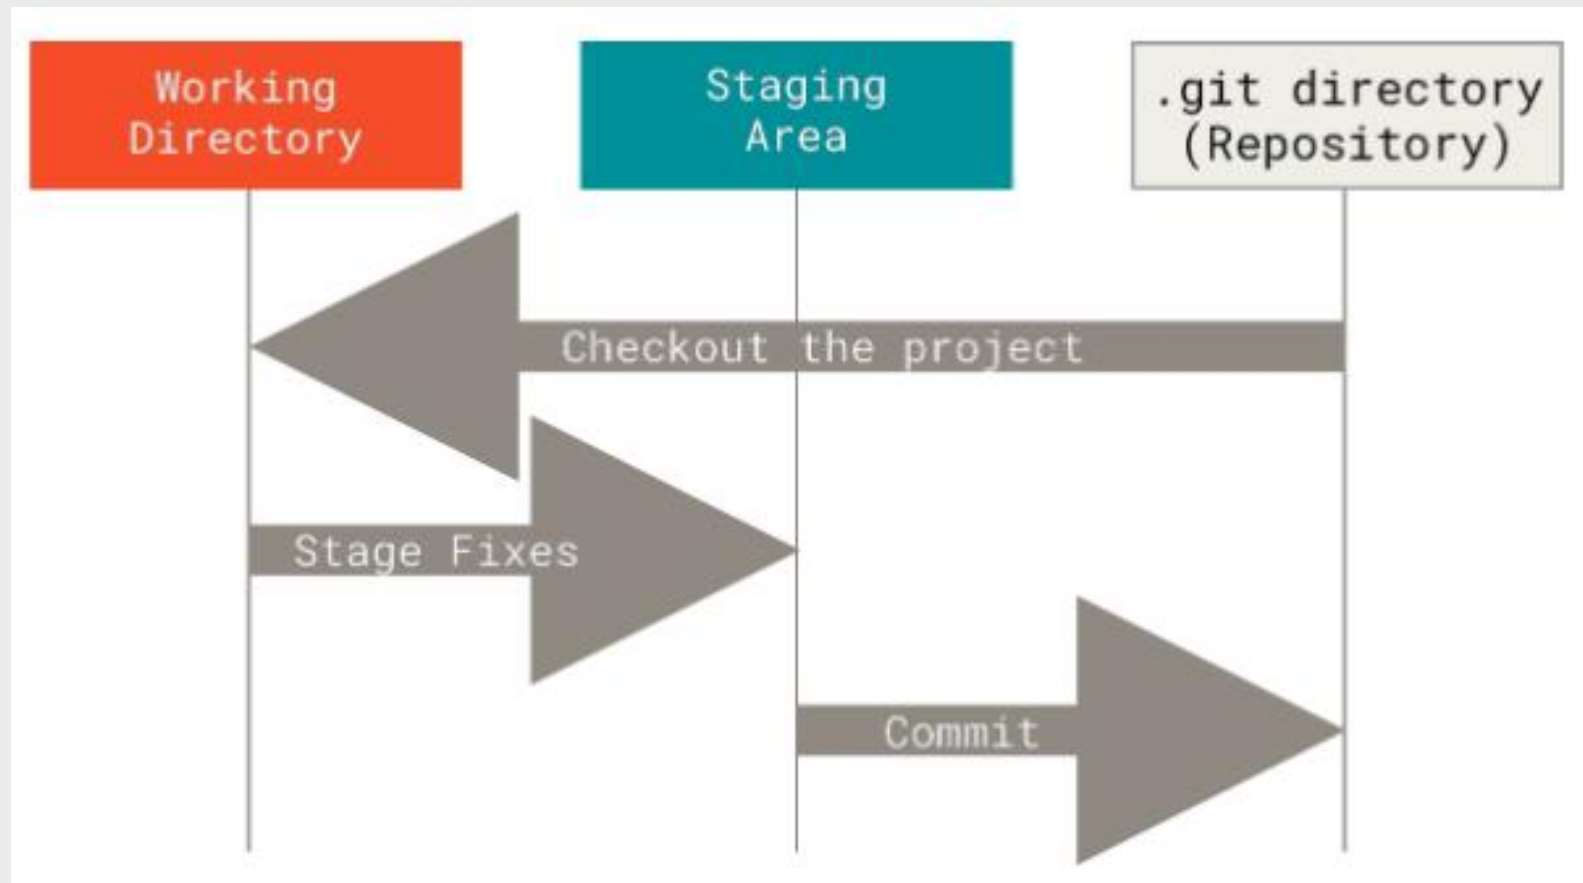 Working
Directory
Staging
Area
.git directory
(Repository)
Checkout the project
Stage Fixes
Commit